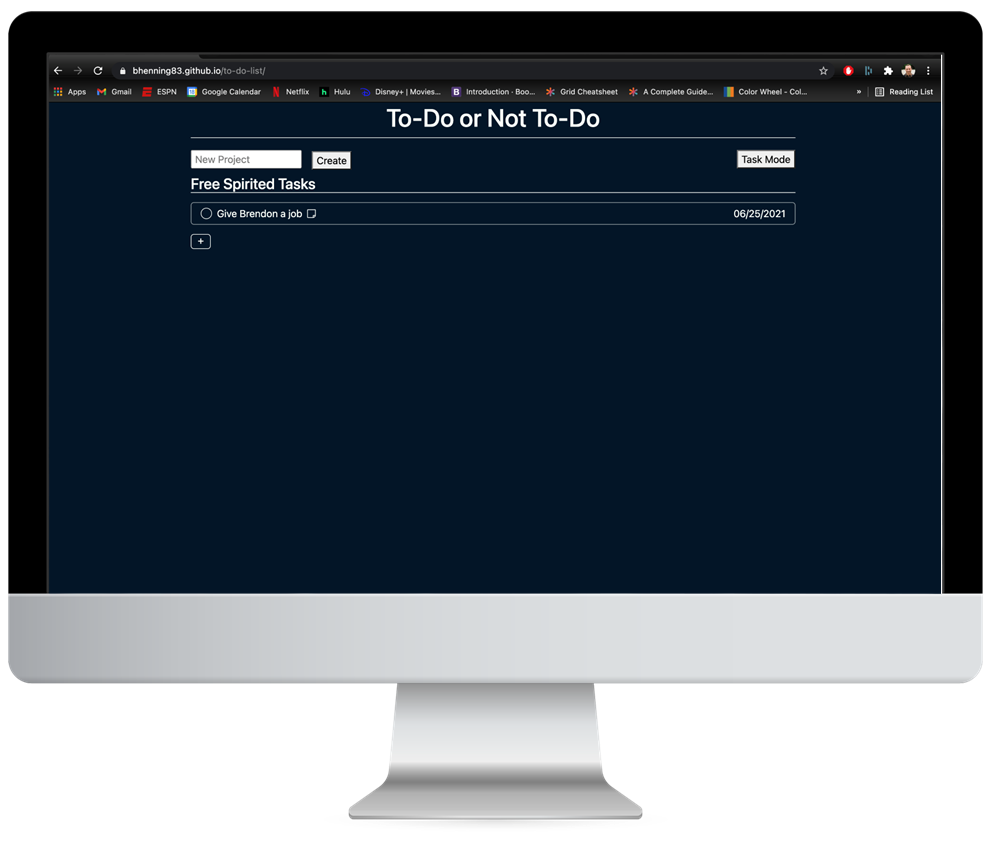 bhenning83.github.io/to-do-list/
Apps Gmail ESPN Google Calendar Netflix h Hulu Disney+ | Movies... B Introduction · Boo... Grid Cheatsheet A Complete Guide... Color Wheel - Col... » Reading List
To-Do or Not To-Do
New Project Create Task Mode
Free Spirited Tasks
Give Brendon a job 06/25/2021
+